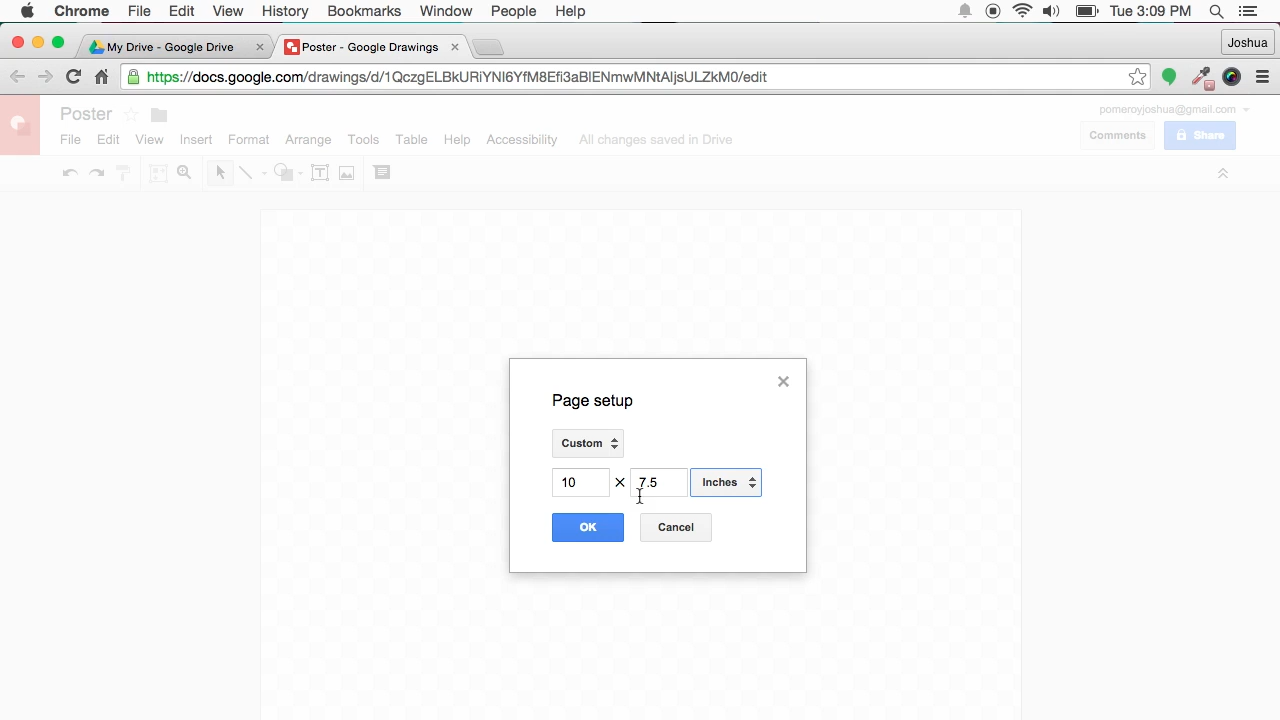 Chrome File Edit View History Bookmarks Window People Help Tue 3:09 PM
My Drive - Google Drive × Poster - Google Drawings × Joshua
https://docs.google.com/drawings/d/1QczgELBkURiYNI6YfM8Efi3aBlENmwMNtAljsULZkM0/edit
Poster pomeroyjoshua@gmail.com
File Edit View Insert Format Arrange Tools Table Help Accessibility All changes saved in Drive Comments Share
Page setup
Custom
10 × 7.5 Inches
OK Cancel